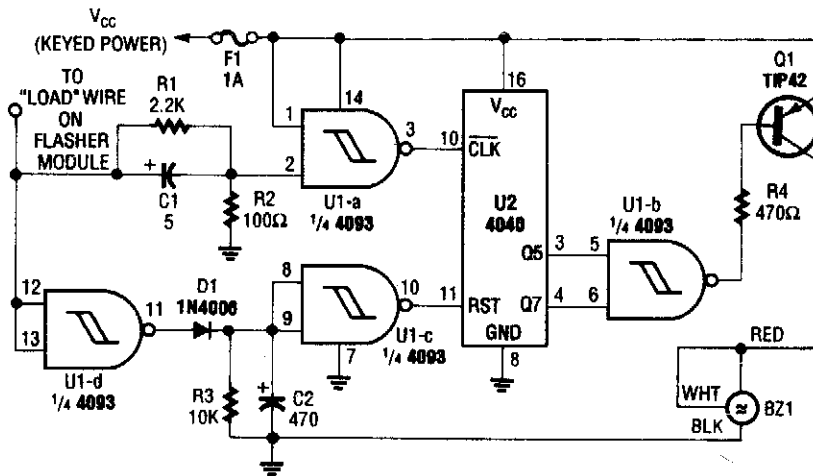 VCC
(KEYED POWER)
F1
1A
TO
"LOAD" WIRE
ON
FLASHER
MODULE
R1
2.2K
C1
5
+
R2
100Ω
1
2
14
3
U1-a
1/4 4093
16
VCC
10
CLK
U2
4040
Q5
3
5
Q7
4
6
11
RST
GND
8
U1-b
1/4 4093
Q1
TIP42
R4
470Ω
12
13
11
U1-d
1/4 4093
D1
1N4006
8
9
10
7
U1-c
1/4 4093
R3
10K
+
C2
470
RED
WHT
BLK
BZ1